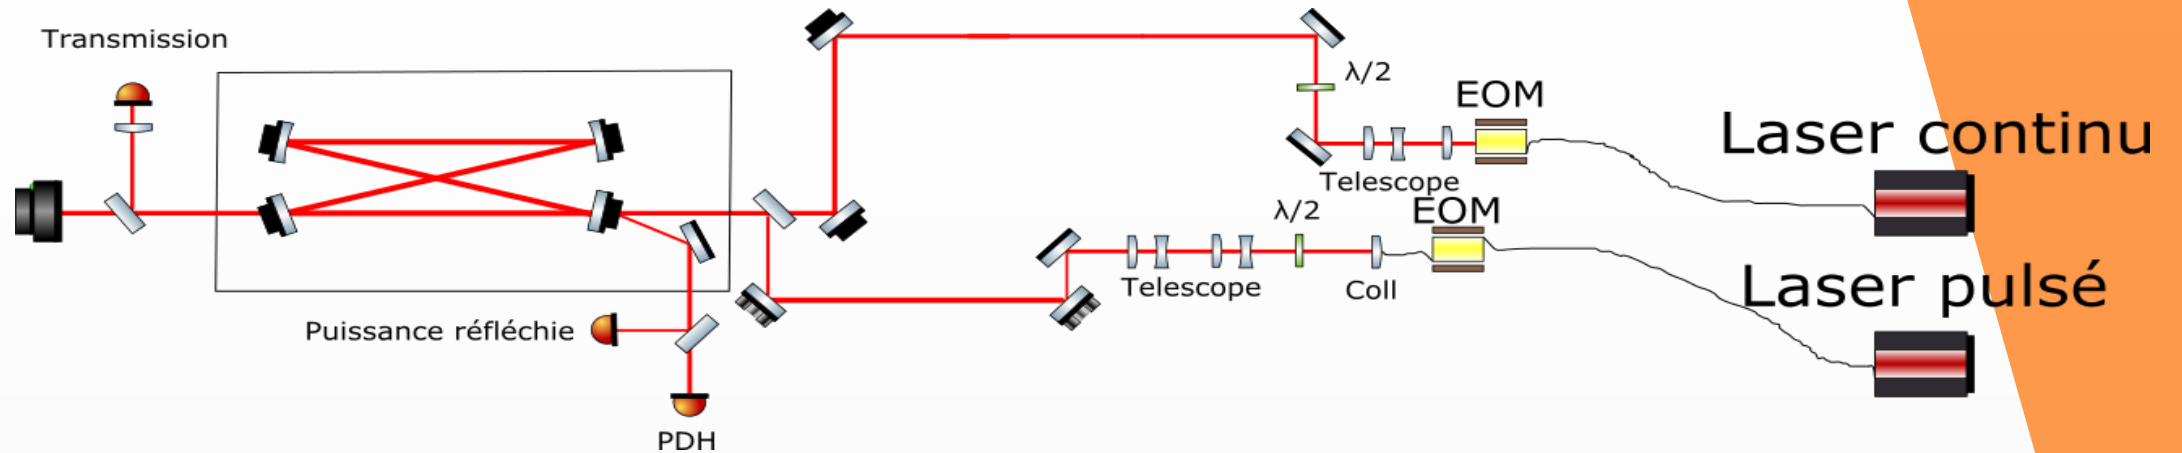 Transmission
λ/2
EOM
Laser continu
Telescope
λ/2
EOM
Telescope
Coll
Laser pulsé
Puissance réfléchie
PDH